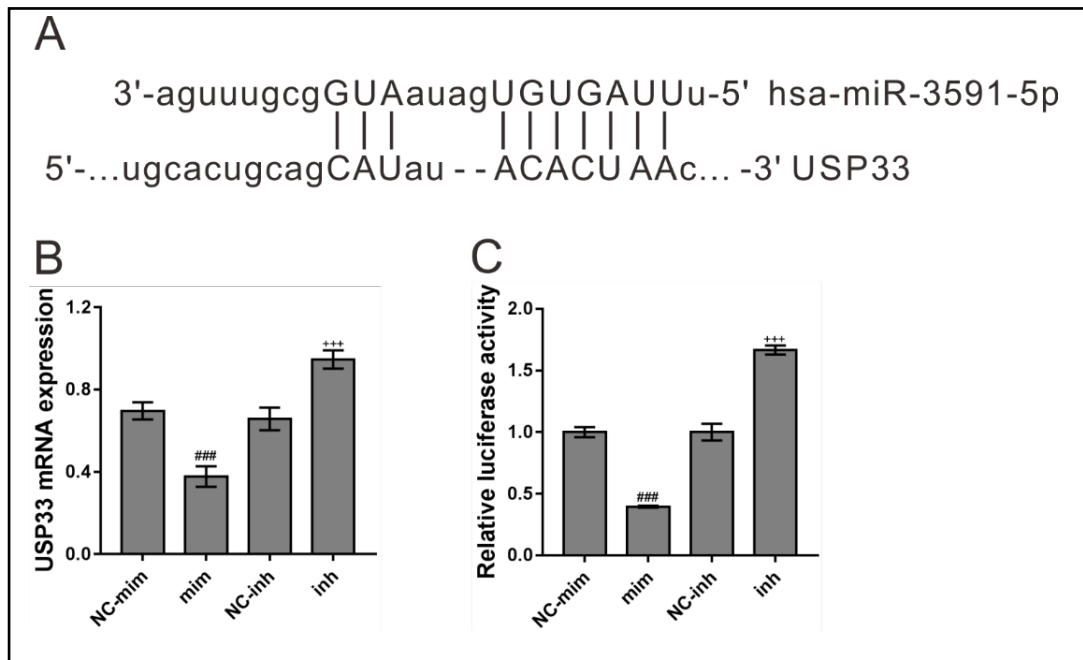 A
3'-aguuugcgGUAauagUGUGAUUu-5' hsa-miR-3591-5p
5'-...ugcacugcagCAUau--ACACUAAc...-3' USP33
B
USP33 mRNA expression
1.2
0.8
0.4
0.0
###
+++
NC-mim
mim
NC-inh
inh
C
Relative luciferase activity
2.0
1.5
1.0
0.5
0.0
###
+++
NC-mim
mim
NC-inh
inh